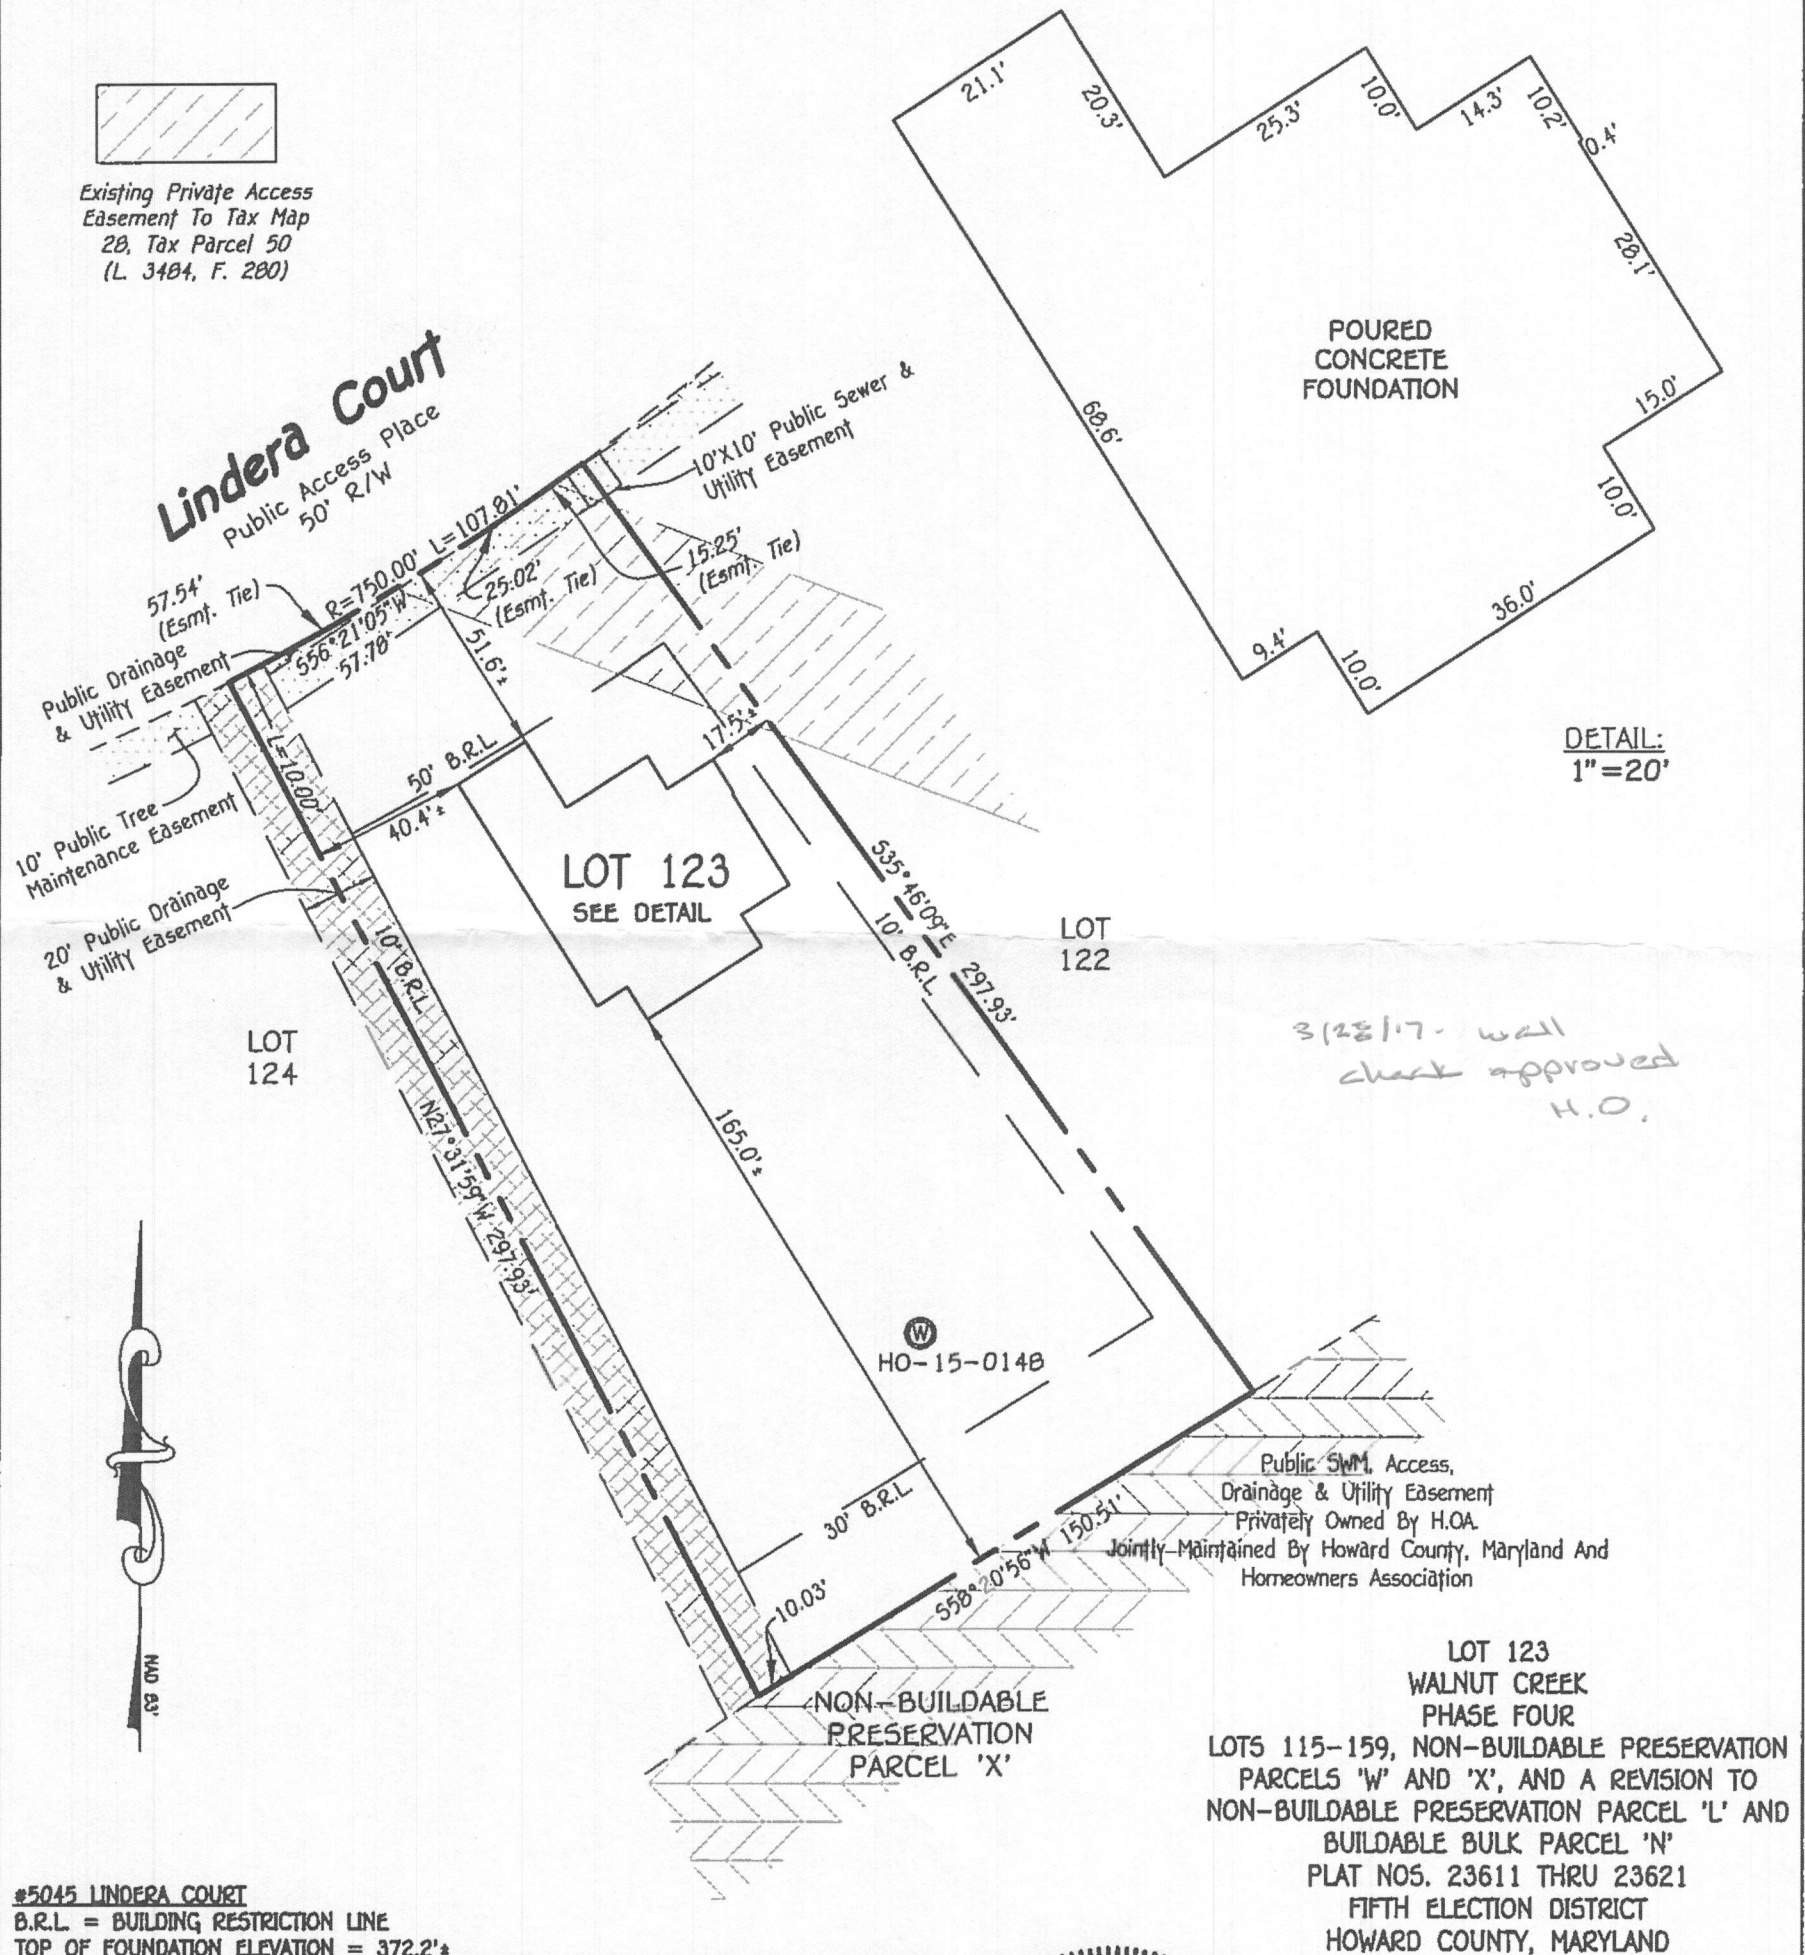 Existing Private Access
Easement To Tax Map
28, Tax Parcel 50
(L. 3484, F. 280)
21.1'
20.3'
25.3'
10.0'
14.3'
10.2'
0.4'
28.1'
15.0'
10.0'
36.0'
10.0'
9.4'
68.6'
POURED
CONCRETE
FOUNDATION
DETAIL:
1"=20'
Lindera Court
Public Access Place
50' R/W
10'X10' Public Sewer &
Utility Easement
R=750.00' L=107.81'
57.54'
(Esmt. Tie)
S56°21'05"W
57.78'
25.02'
(Esmt. Tie)
15.25'
(Esmt. Tie)
Public Drainage
& Utility Easement
51.6'±
17.5'±
L=10.00'
50' B.R.L.
40.4'±
10' Public Tree
Maintenance Easement
20' Public Drainage
& Utility Easement
LOT 123
SEE DETAIL
10' B.R.L.
S35°46'09"E 297.93'
10' B.R.L.
LOT
122
LOT
124
3/28/17- wall
check approved
H.O.
165.0'±
N27°31'59"W 297.93'
W
HO-15-0148
30' B.R.L.
10.03'
S58°20'56"W 150.51'
Public SWM, Access,
Drainage & Utility Easement
Privately Owned By H.OA.
Jointly Maintained By Howard County, Maryland And
Homeowners Association
NAD 83'
NON-BUILDABLE
PRESERVATION
PARCEL 'X'
LOT 123
WALNUT CREEK
PHASE FOUR
LOTS 115-159, NON-BUILDABLE PRESERVATION
PARCELS 'W' AND 'X', AND A REVISION TO
NON-BUILDABLE PRESERVATION PARCEL 'L' AND
BUILDABLE BULK PARCEL 'N'
PLAT NOS. 23611 THRU 23621
FIFTH ELECTION DISTRICT
HOWARD COUNTY, MARYLAND
#5045 LINDERA COURT
B.R.L. = BUILDING RESTRICTION LINE
TOP OF FOUNDATION ELEVATION = 372.2'±